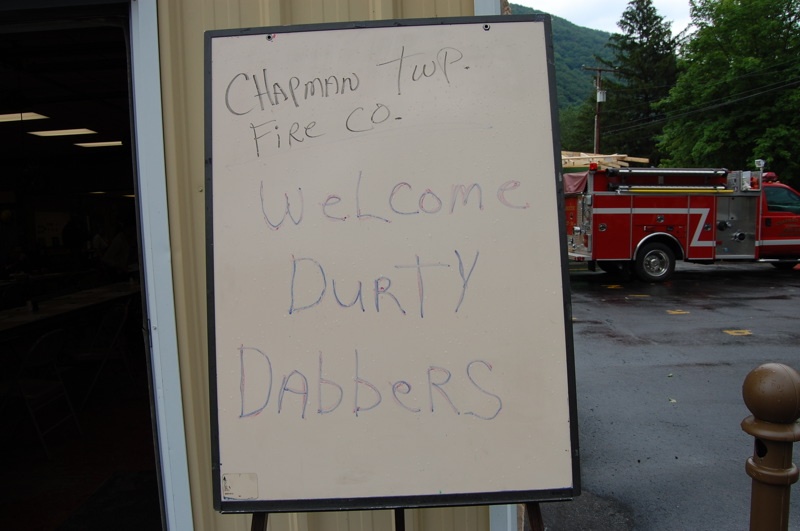 CHAPMAN TWP.
FIRE CO.
WELCOME
DURTY
DABBERS